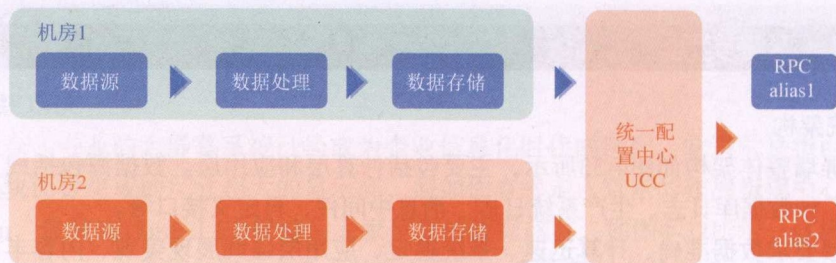 机房1
数据源
数据处理
数据存储
统一配
置中心
UCC
RPC
alias1
机房2
数据源
数据处理
数据存储
RPC
alias2